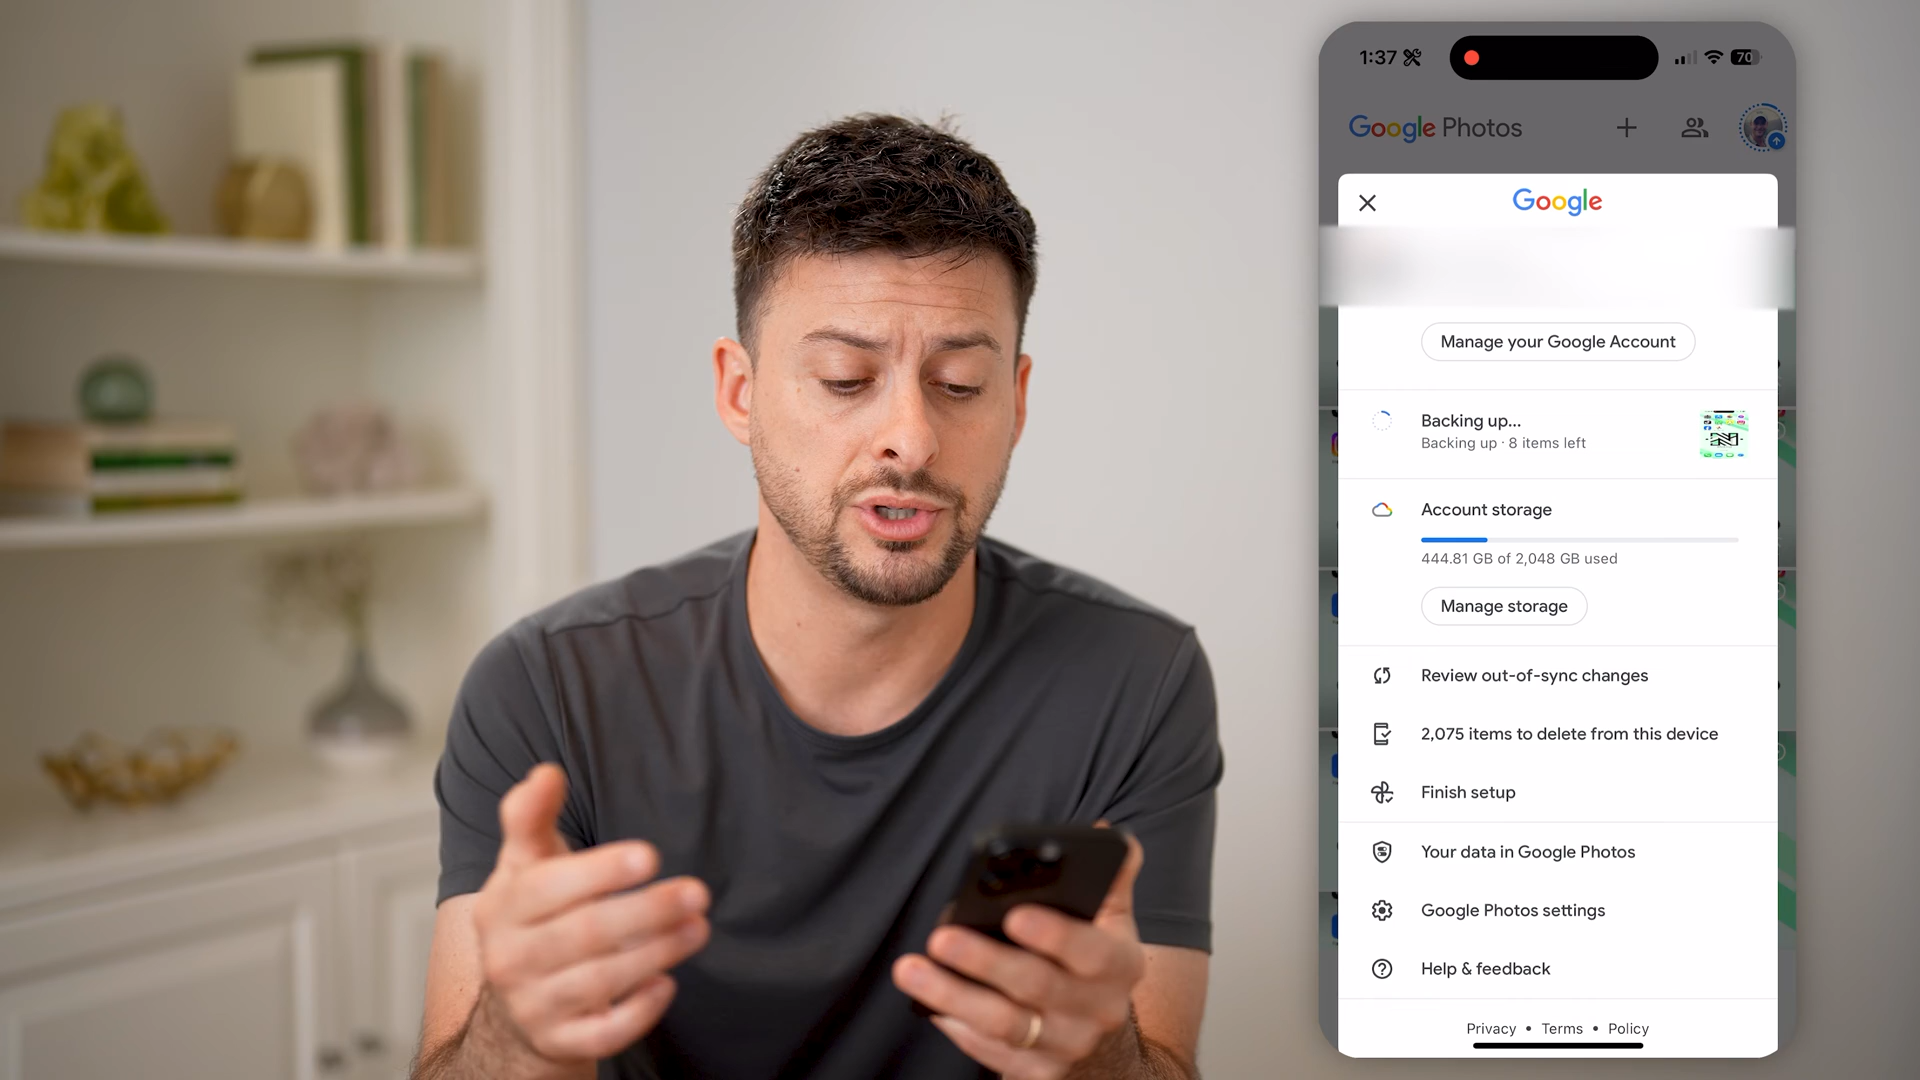 1:37
70
Google Photos
Google
Manage your Google Account
Backing up...
Backing up · 8 items left
Account storage
444.81 GB of 2,048 GB used
Manage storage
Review out-of-sync changes
2,075 items to delete from this device
Finish setup
Your data in Google Photos
Google Photos settings
Help & feedback
Privacy • Terms • Policy